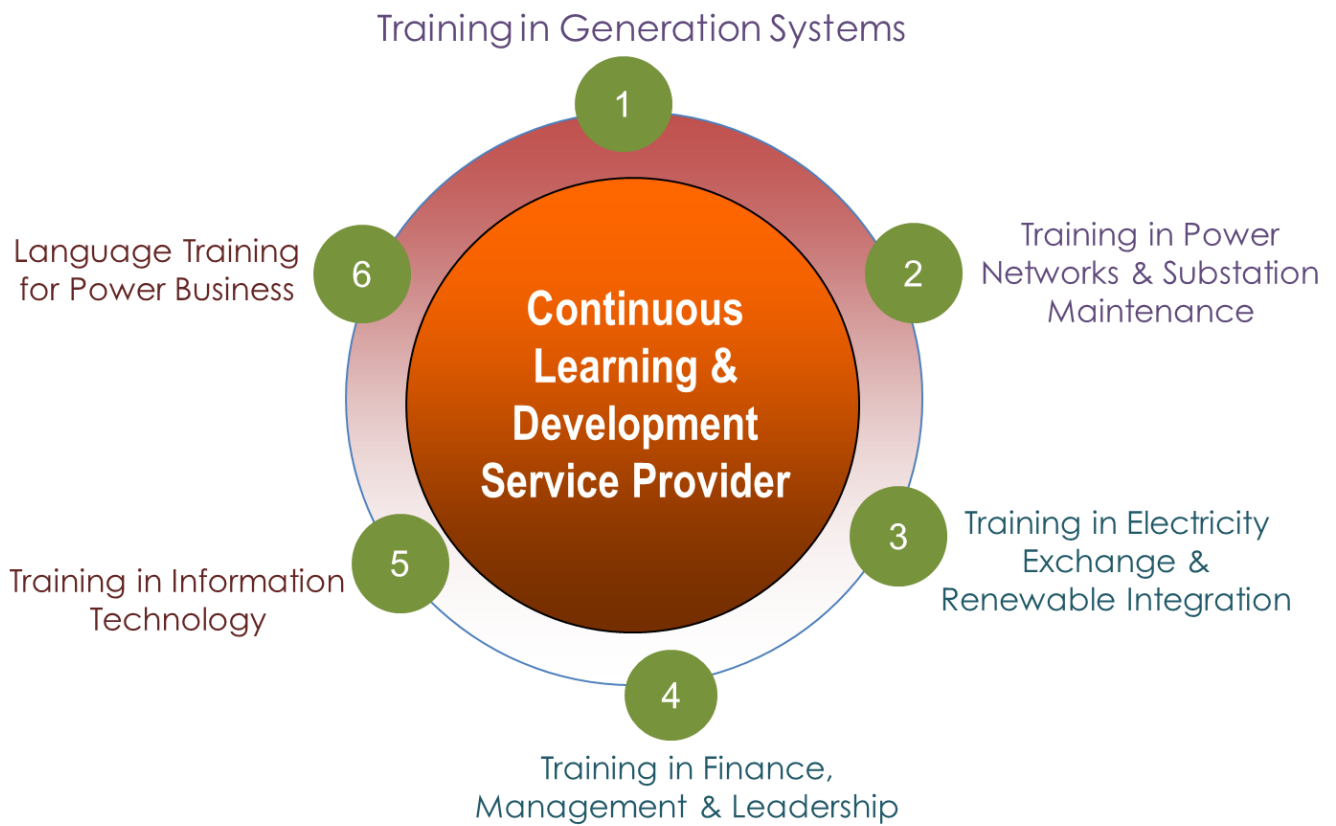 Training in Generation Systems
1
2
Training in Power
Networks & Substation
Maintenance
3
Training in Electricity
Exchange &
Renewable Integration
4
Training in Finance,
Management & Leadership
5
Training in Information
Technology
6
Language Training
for Power Business
Continuous
Learning &
Development
Service Provider